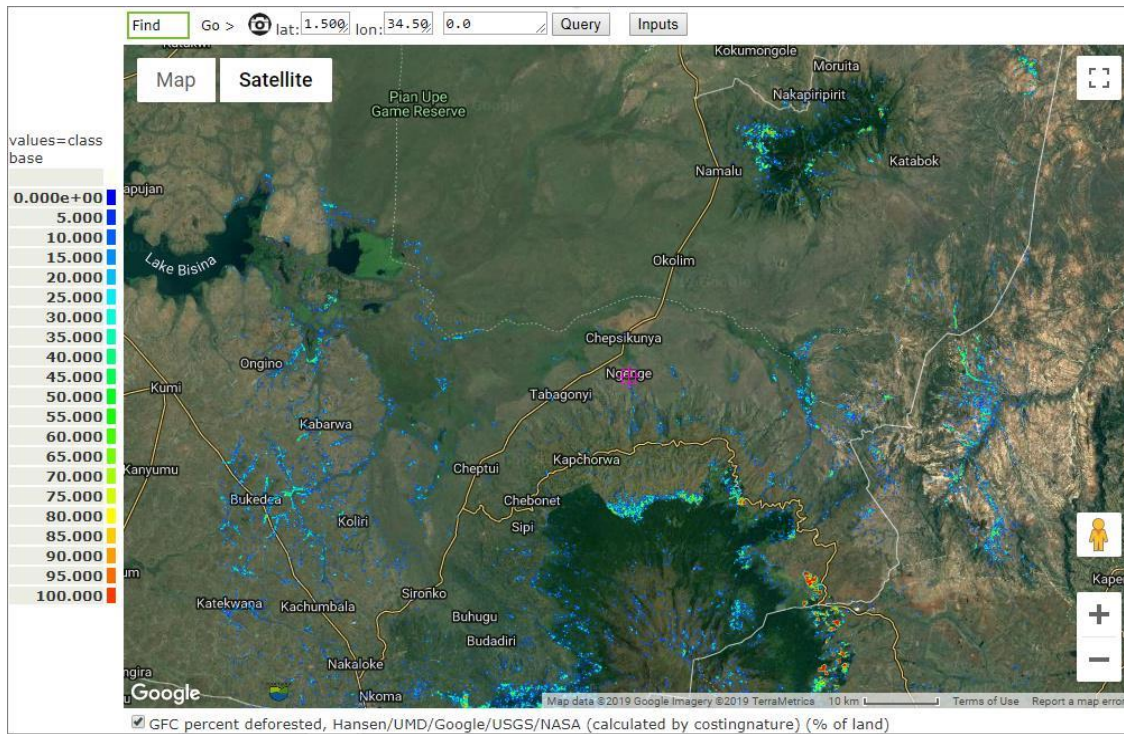 Find Go > lat: 1.500 lon: 34.50 0.0 Query Inputs
Map Satellite
values=class
base
0.000e+00
5.000
10.000
15.000
20.000
25.000
30.000
35.000
40.000
45.000
50.000
55.000
60.000
65.000
70.000
75.000
80.000
85.000
90.000
95.000
100.000
Katakwi
Kokumongole
Moruita
Pian Upe
Game Reserve
Nakapiripirit
Katabok
Namalu
apujan
Lake Bisina
Okolim
Chepsikunya
Ongino
Ngenge
Kumi
Tabagonyi
Kabarwa
Kapchorwa
Kanyumu
Cheptui
Bukedea
Chebonet
Koliri
Sipi
um
Kape
Sironko
Katekwana
Kachumbala
Buhugu
Budadiri
Nakaloke
ngira
Nkoma
Google
Map data ©2019 Google Imagery ©2019 TerraMetrics 10 km Terms of Use Report a map error
GFC percent deforested, Hansen/UMD/Google/USGS/NASA (calculated by costingnature) (% of land)